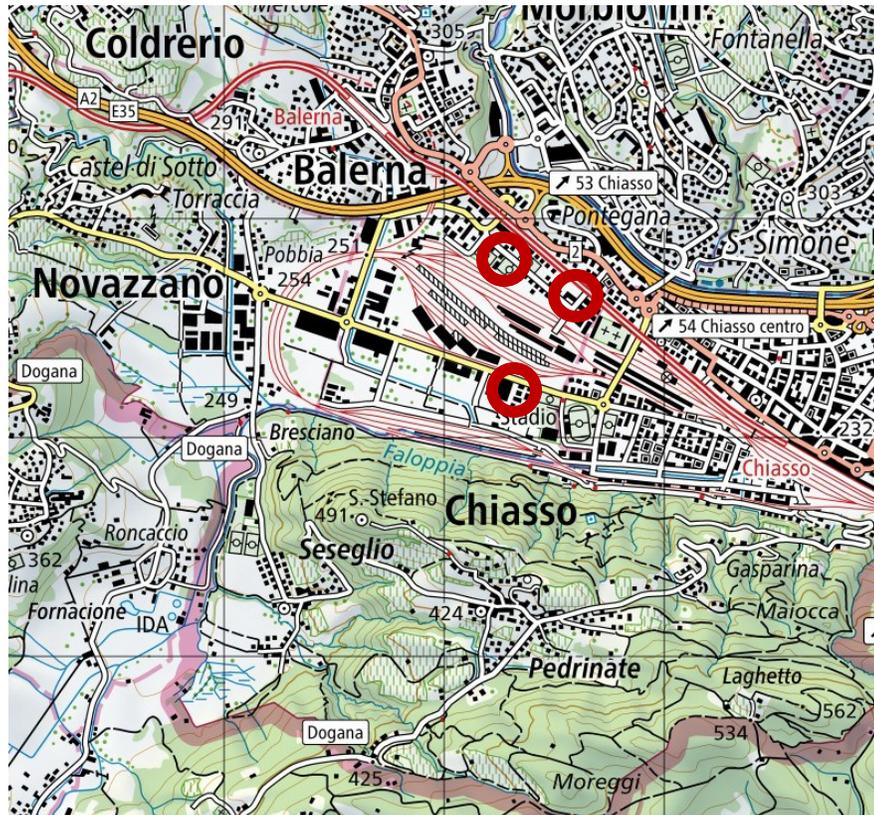 Mercole
Morbio Inf.
Coldrerio
305
Fontanella
A2
E35
Balerna
291
Castel di Sotto
Balerna
53 Chiasso
303
Torraccia
Pontegana
Pobbia
251
2
S. Simone
Novazzano
254
54 Chiasso centro
Dogana
249
Stadio
232
Bresciano
Dogana
Faloppia
Chiasso
S. Stefano
Chiasso
491
Roncaccio
Seseglio
362
Gasparina
lina
Fornacione
424
Maiocca
IDA
Pedrinate
Laghetto
562
Dogana
534
425
Moreggi